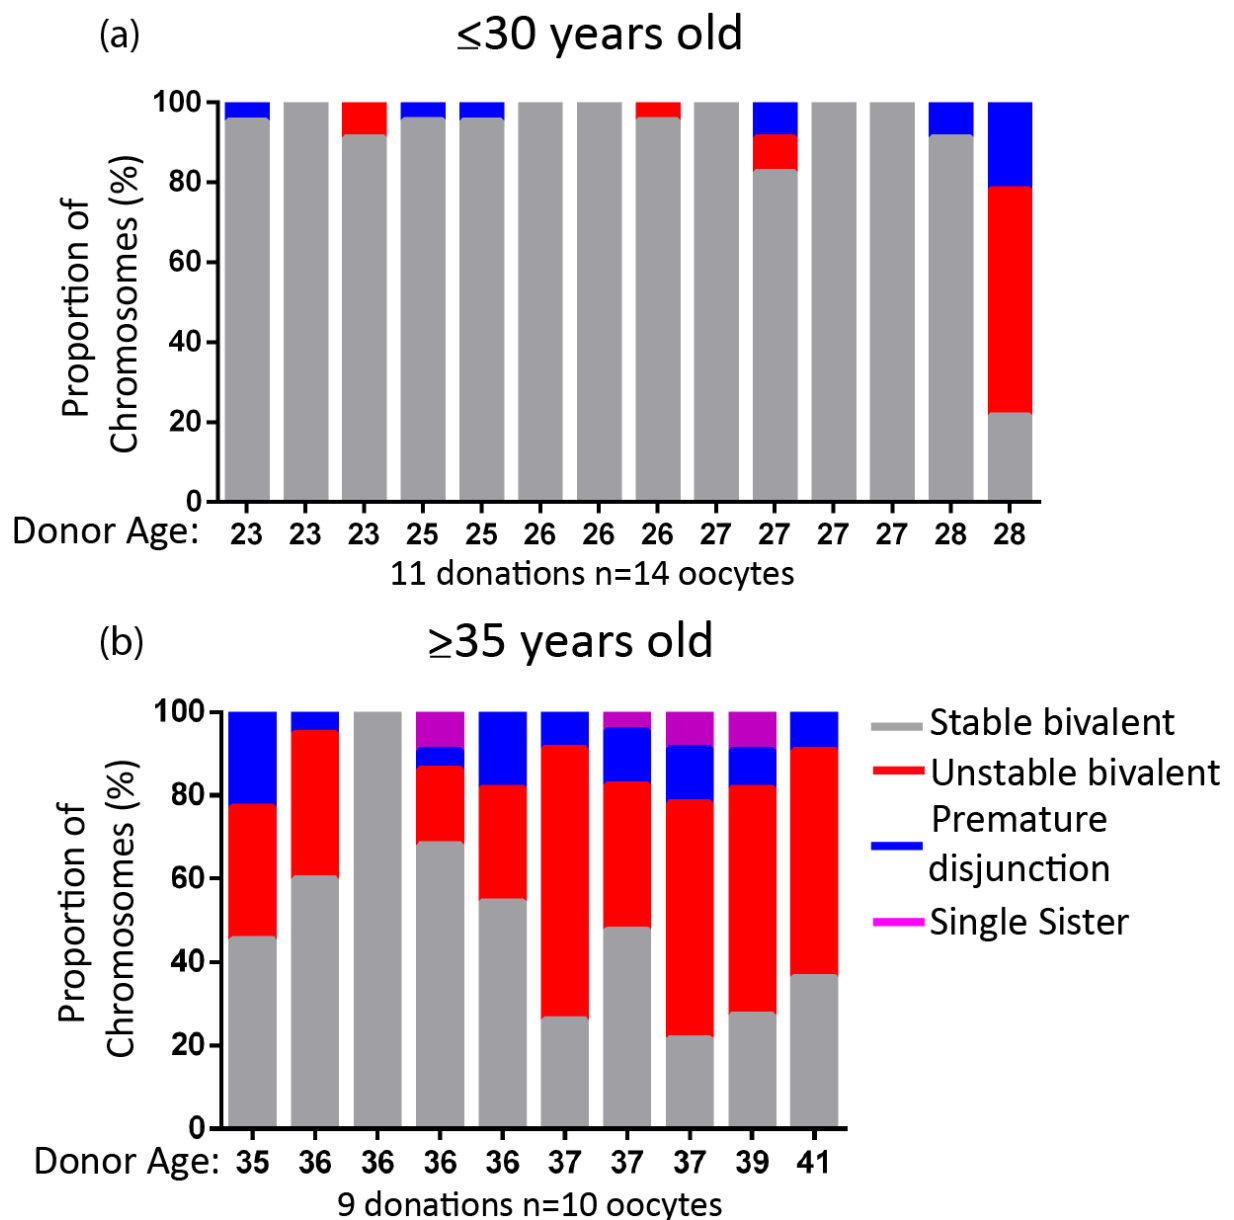 (a)
≤30 years old
Proportion of
Chromosomes (%)
100
80
60
40
20
0
Donor Age: 23 23 23 25 25 26 26 26 27 27 27 27 28 28
11 donations n=14 oocytes
(b)
≥35 years old
Proportion of
Chromosomes (%)
100
80
60
40
20
0
Donor Age: 35 36 36 36 36 37 37 37 39 41
9 donations n=10 oocytes
Stable bivalent
Unstable bivalent
Premature
disjunction
Single Sister